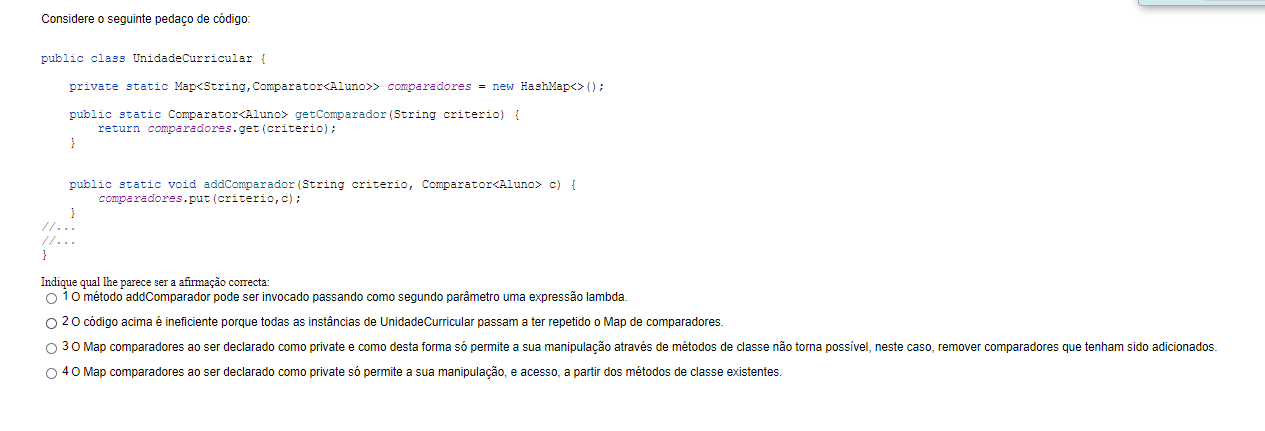 Considere o seguinte pedaço de código:
public class UnidadeCurricular {
private static Map<String,Comparator<Aluno>> comparadores = new HashMap<>();
public static Comparator<Aluno> getComparador(String criterio) {
return comparadores.get(criterio);
}
public static void addComparador(String criterio, Comparator<Aluno> c) {
comparadores.put(criterio,c);
}
//...
//...
}
Indique qual lhe parece ser a afirmação correcta:
1 O método addComparador pode ser invocado passando como segundo parâmetro uma expressão lambda.
2 O código acima é ineficiente porque todas as instâncias de UnidadeCurricular passam a ter repetido o Map de comparadores.
3 O Map comparadores ao ser declarado como private e como desta forma só permite a sua manipulação através de métodos de classe não torna possível, neste caso, remover comparadores que tenham sido adicionados.
4 O Map comparadores ao ser declarado como private só permite a sua manipulação, e acesso, a partir dos métodos de classe existentes.